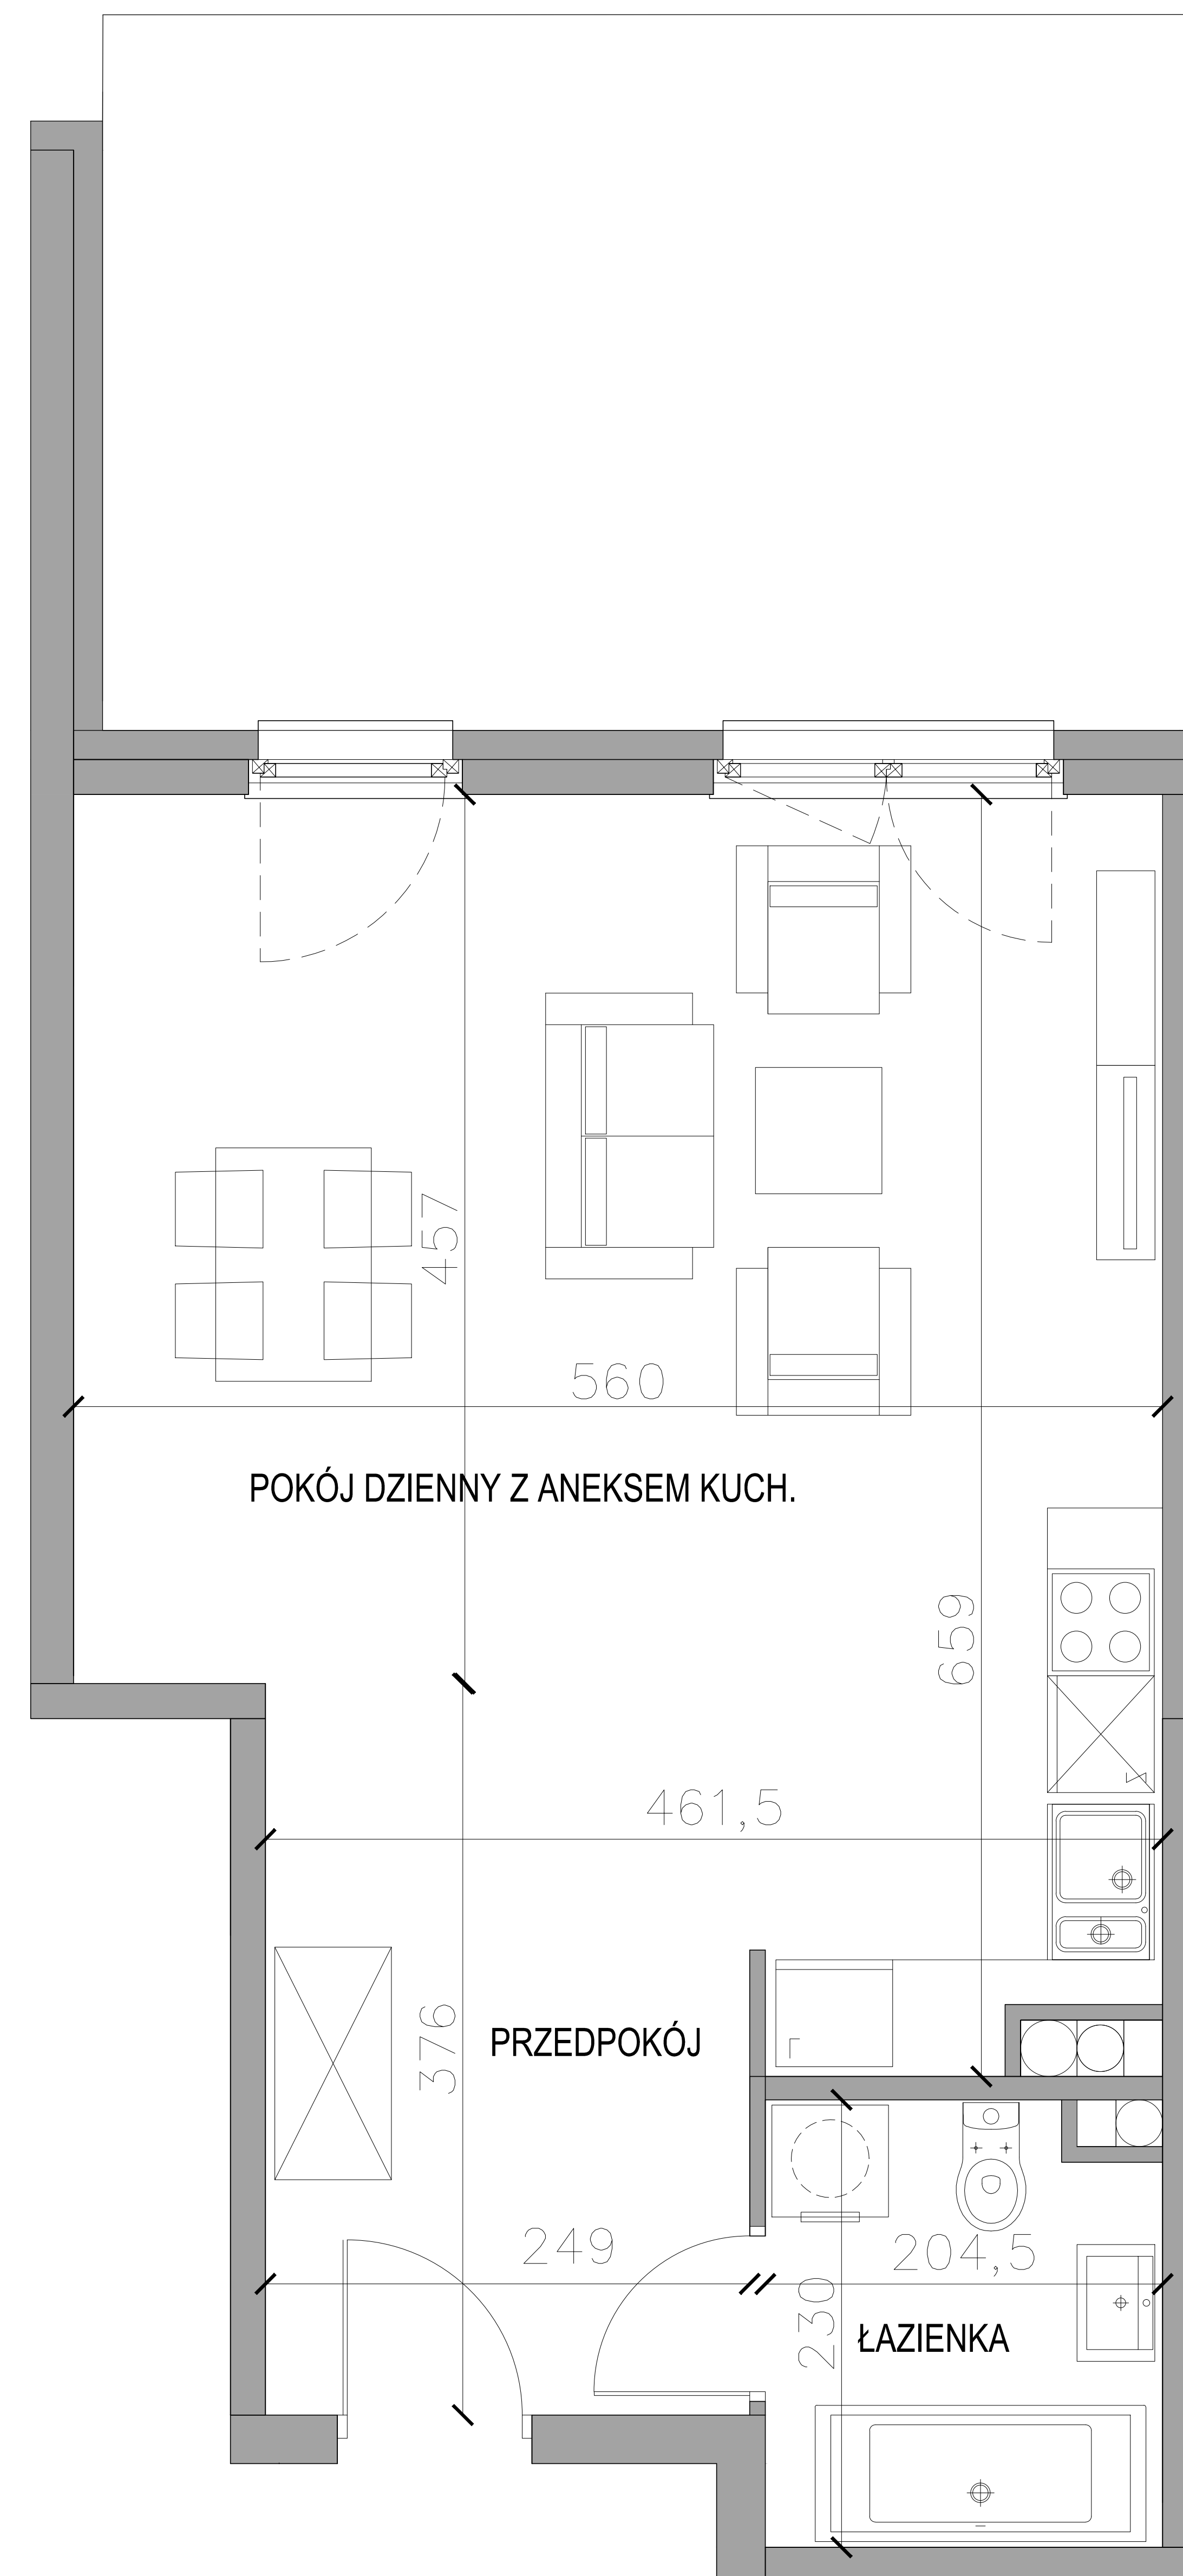 457
560
POKÓJ DZIENNY Z ANEKSEM KUCH.
659
461,5
376
PRZEDPOKÓJ
249
204,5
230
ŁAZIENKA